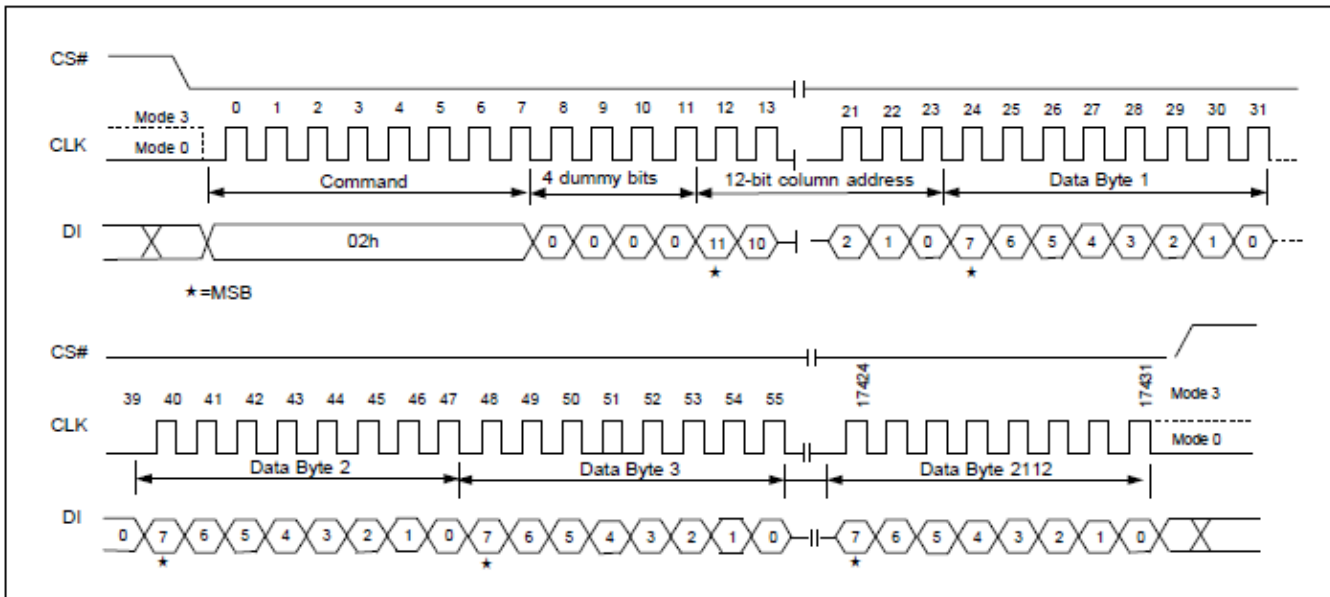 CS#
0 1 2 3 4 5 6 7 8 9 10 11 12 13 21 22 23 24 25 26 27 28 29 30 31
Mode 3
CLK
Mode 0
Command 4 dummy bits 12-bit column address Data Byte 1
DI 02h 0 0 0 0 11 10 2 1 0 7 6 5 4 3 2 1 0
★ ★
★=MSB
CS#
39 40 41 42 43 44 45 46 47 48 49 50 51 52 53 54 55 17424 17431
Mode 3
CLK
Mode 0
Data Byte 2 Data Byte 3 Data Byte 2112
DI 0 7 6 5 4 3 2 1 0 7 6 5 4 3 2 1 0 7 6 5 4 3 2 1 0
★ ★ ★